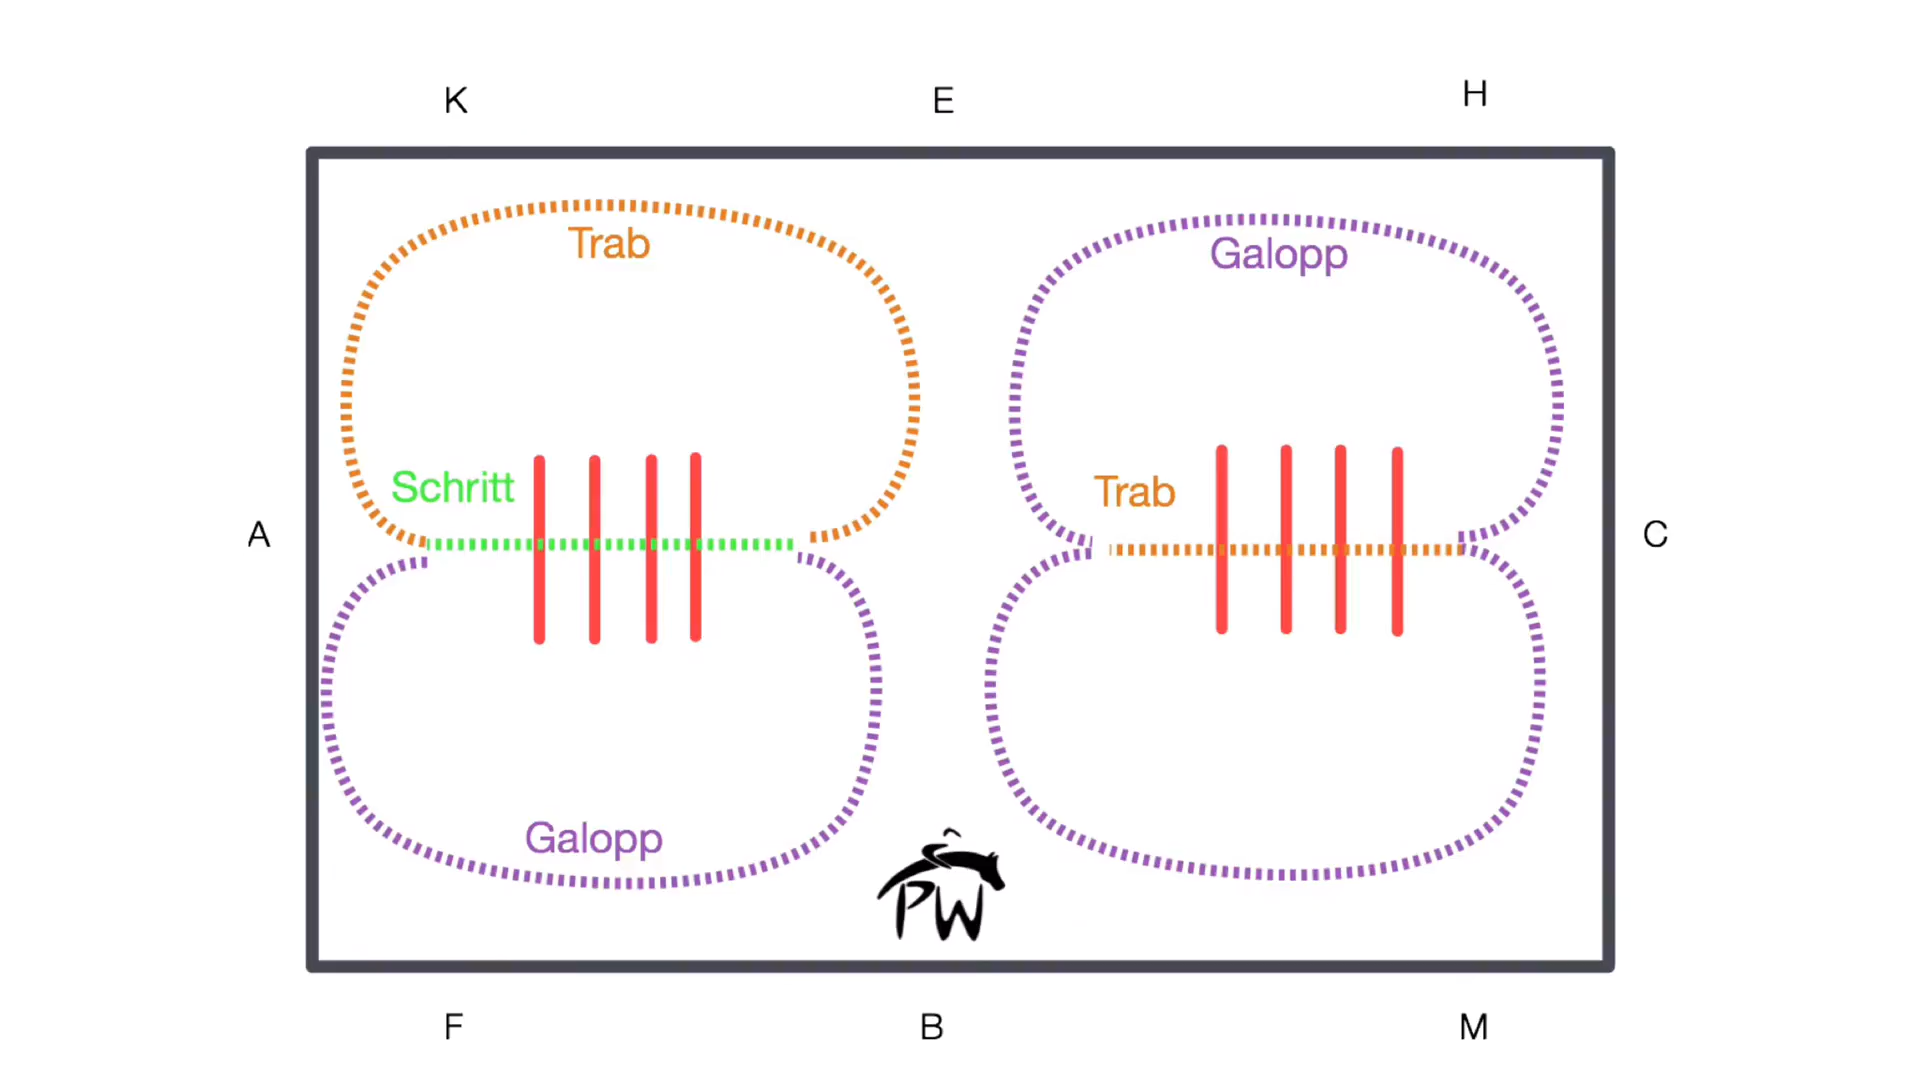 K E H
Trab
Galopp
Schritt
Trab
A
C
Galopp
PW
F B M